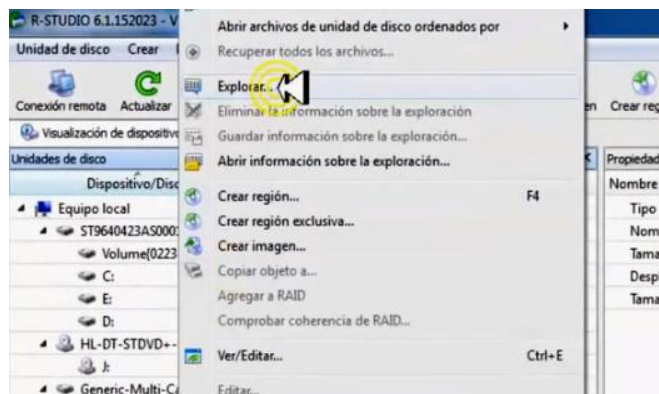 R-STUDIO 6.1.152023 - V
Unidad de disco Crear
Conexión remota Actualizar
Visualización de dispositiv
Unidades de disco
Dispositivo/Disc
Equipo local
ST9640423AS000
Volume(0223
C:
E:
D:
HL-DT-STDVD+-
J:
Generic-Multi-Ca
Abrir archivos de unidad de disco ordenados por
Recuperar todos los archivos...
Explorar...
Eliminar la información sobre la exploración
Guardar información sobre la exploración...
Abrir información sobre la exploración...
Crear región... F4
Crear región exclusiva...
Crear imagen...
Copiar objeto a...
Agregar a RAID
Comprobar coherencia de RAID...
Ver/Editar... Ctrl+E
Editar...
en Crear reg
Propiedad
Nombre
Tipo
Nom
Tama
Desp
Tama